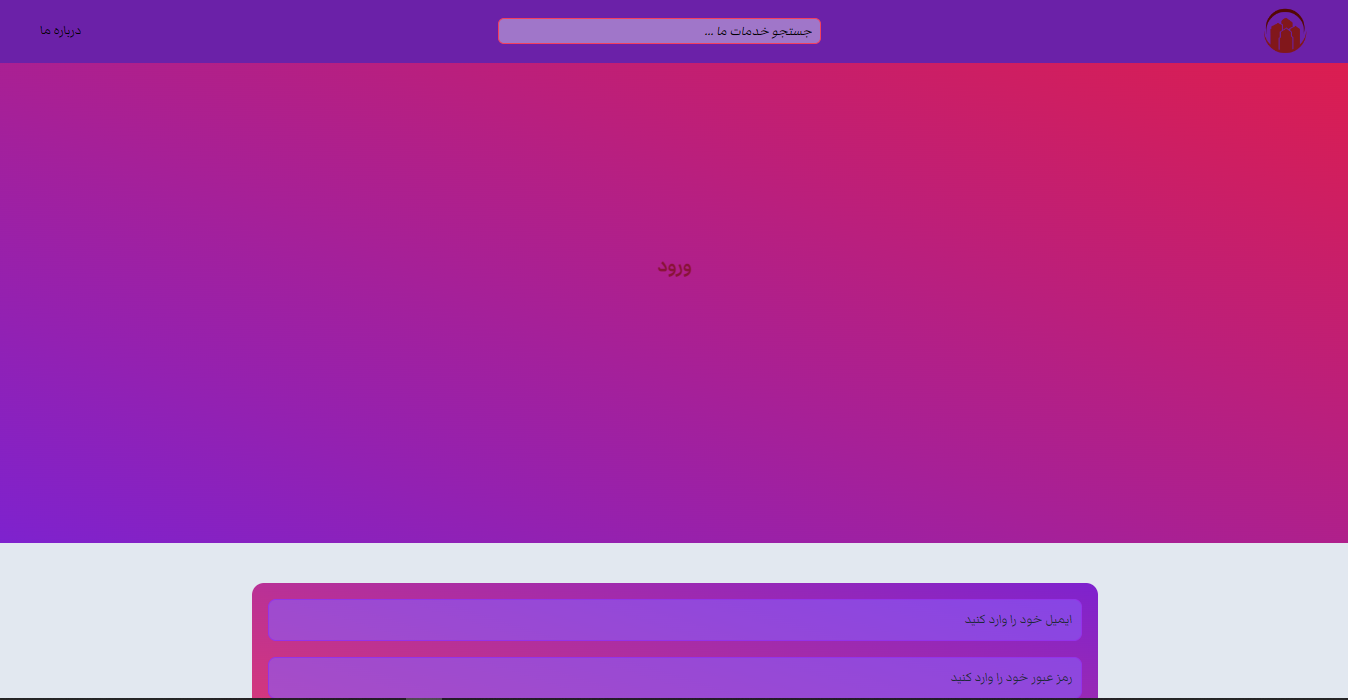 جستجو خدمات ما ...
درباره ما
ورود
ایمیل خود را وارد کنید
رمز عبور خود را وارد کنید